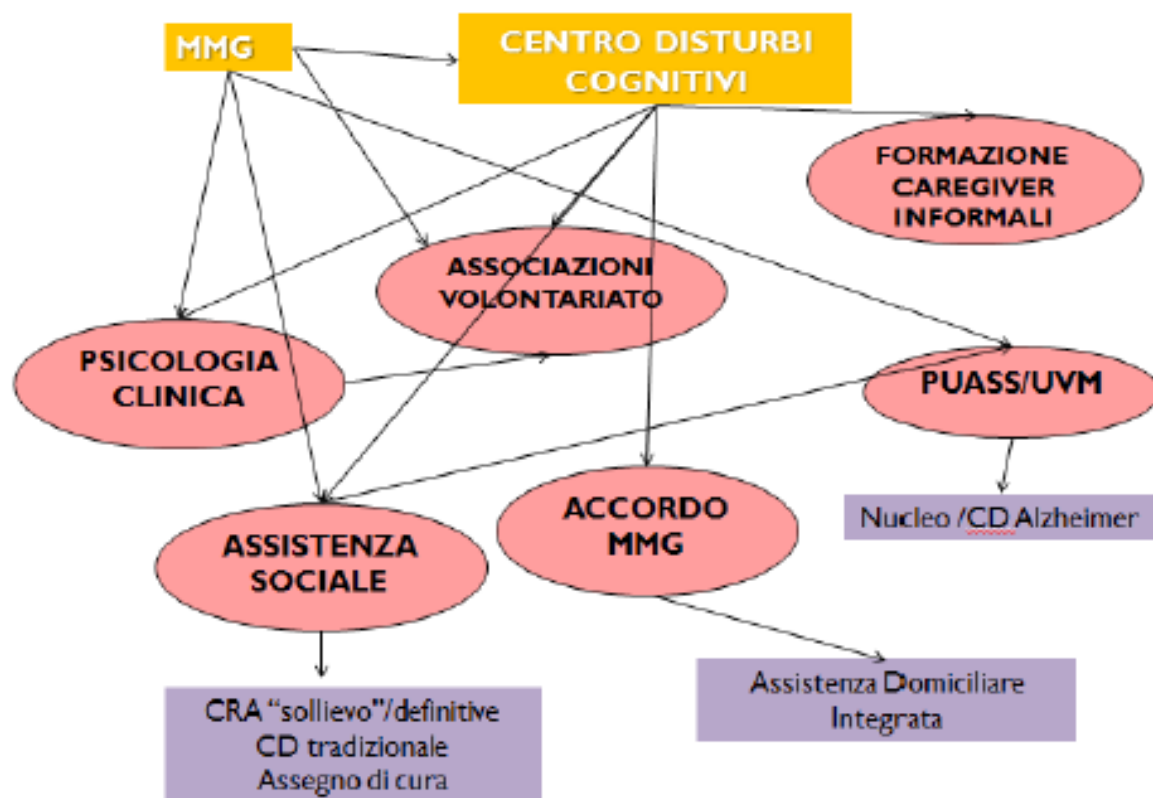 MMG
CENTRO DISTURBI
COGNITIVI
FORMAZIONE
CAREGIVER
INFORMALI
ASSOCIAZIONI
VOLONTARIATO
PSICOLOGIA
CLINICA
PUASS/UVM
Nucleo /CD Alzheimer
ACCORDO
MMG
ASSISTENZA
SOCIALE
Assistenza Domiciliare
Integrata
CRA “sollievo”/definitive
CD tradizionale
Assegno di cura